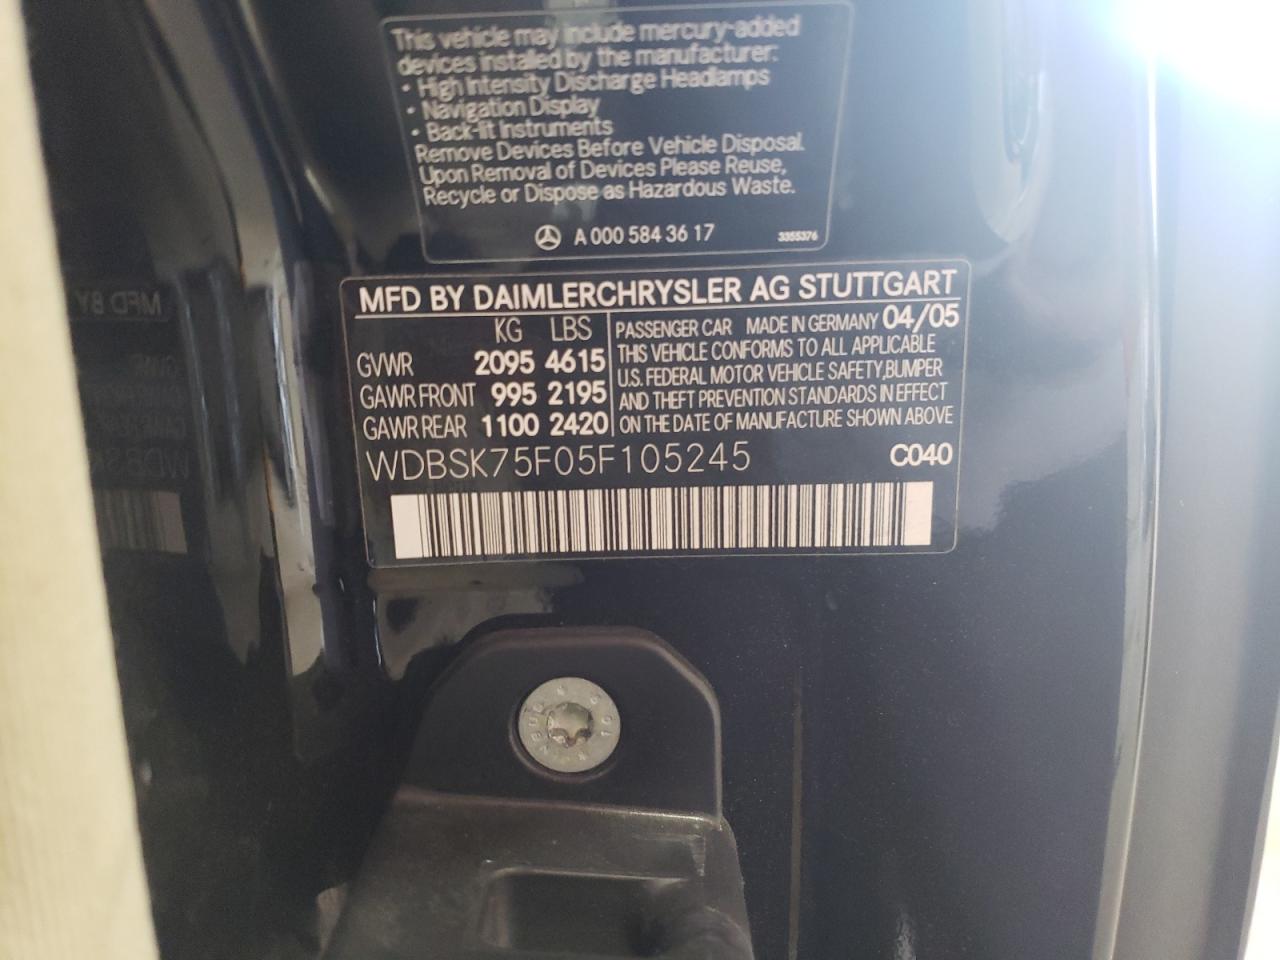 This vehicle may include mercury-added
devices installed by the manufacturer:
• High Intensity Discharge Headlamps
• Navigation Display
• Back-lit Instruments
Remove Devices Before Vehicle Disposal.
Upon Removal of Devices Please Reuse,
Recycle or Dispose as Hazardous Waste.
A 000 584 36 17 3355376
MFD BY DAIMLERCHRYSLER AG STUTTGART
KG LBS
GVWR 2095 4615
GAWR FRONT 995 2195
GAWR REAR 1100 2420
PASSENGER CAR MADE IN GERMANY 04/05
THIS VEHICLE CONFORMS TO ALL APPLICABLE
U.S. FEDERAL MOTOR VEHICLE SAFETY,BUMPER
AND THEFT PREVENTION STANDARDS IN EFFECT
ON THE DATE OF MANUFACTURE SHOWN ABOVE
WDBSK75F05F105245 C040